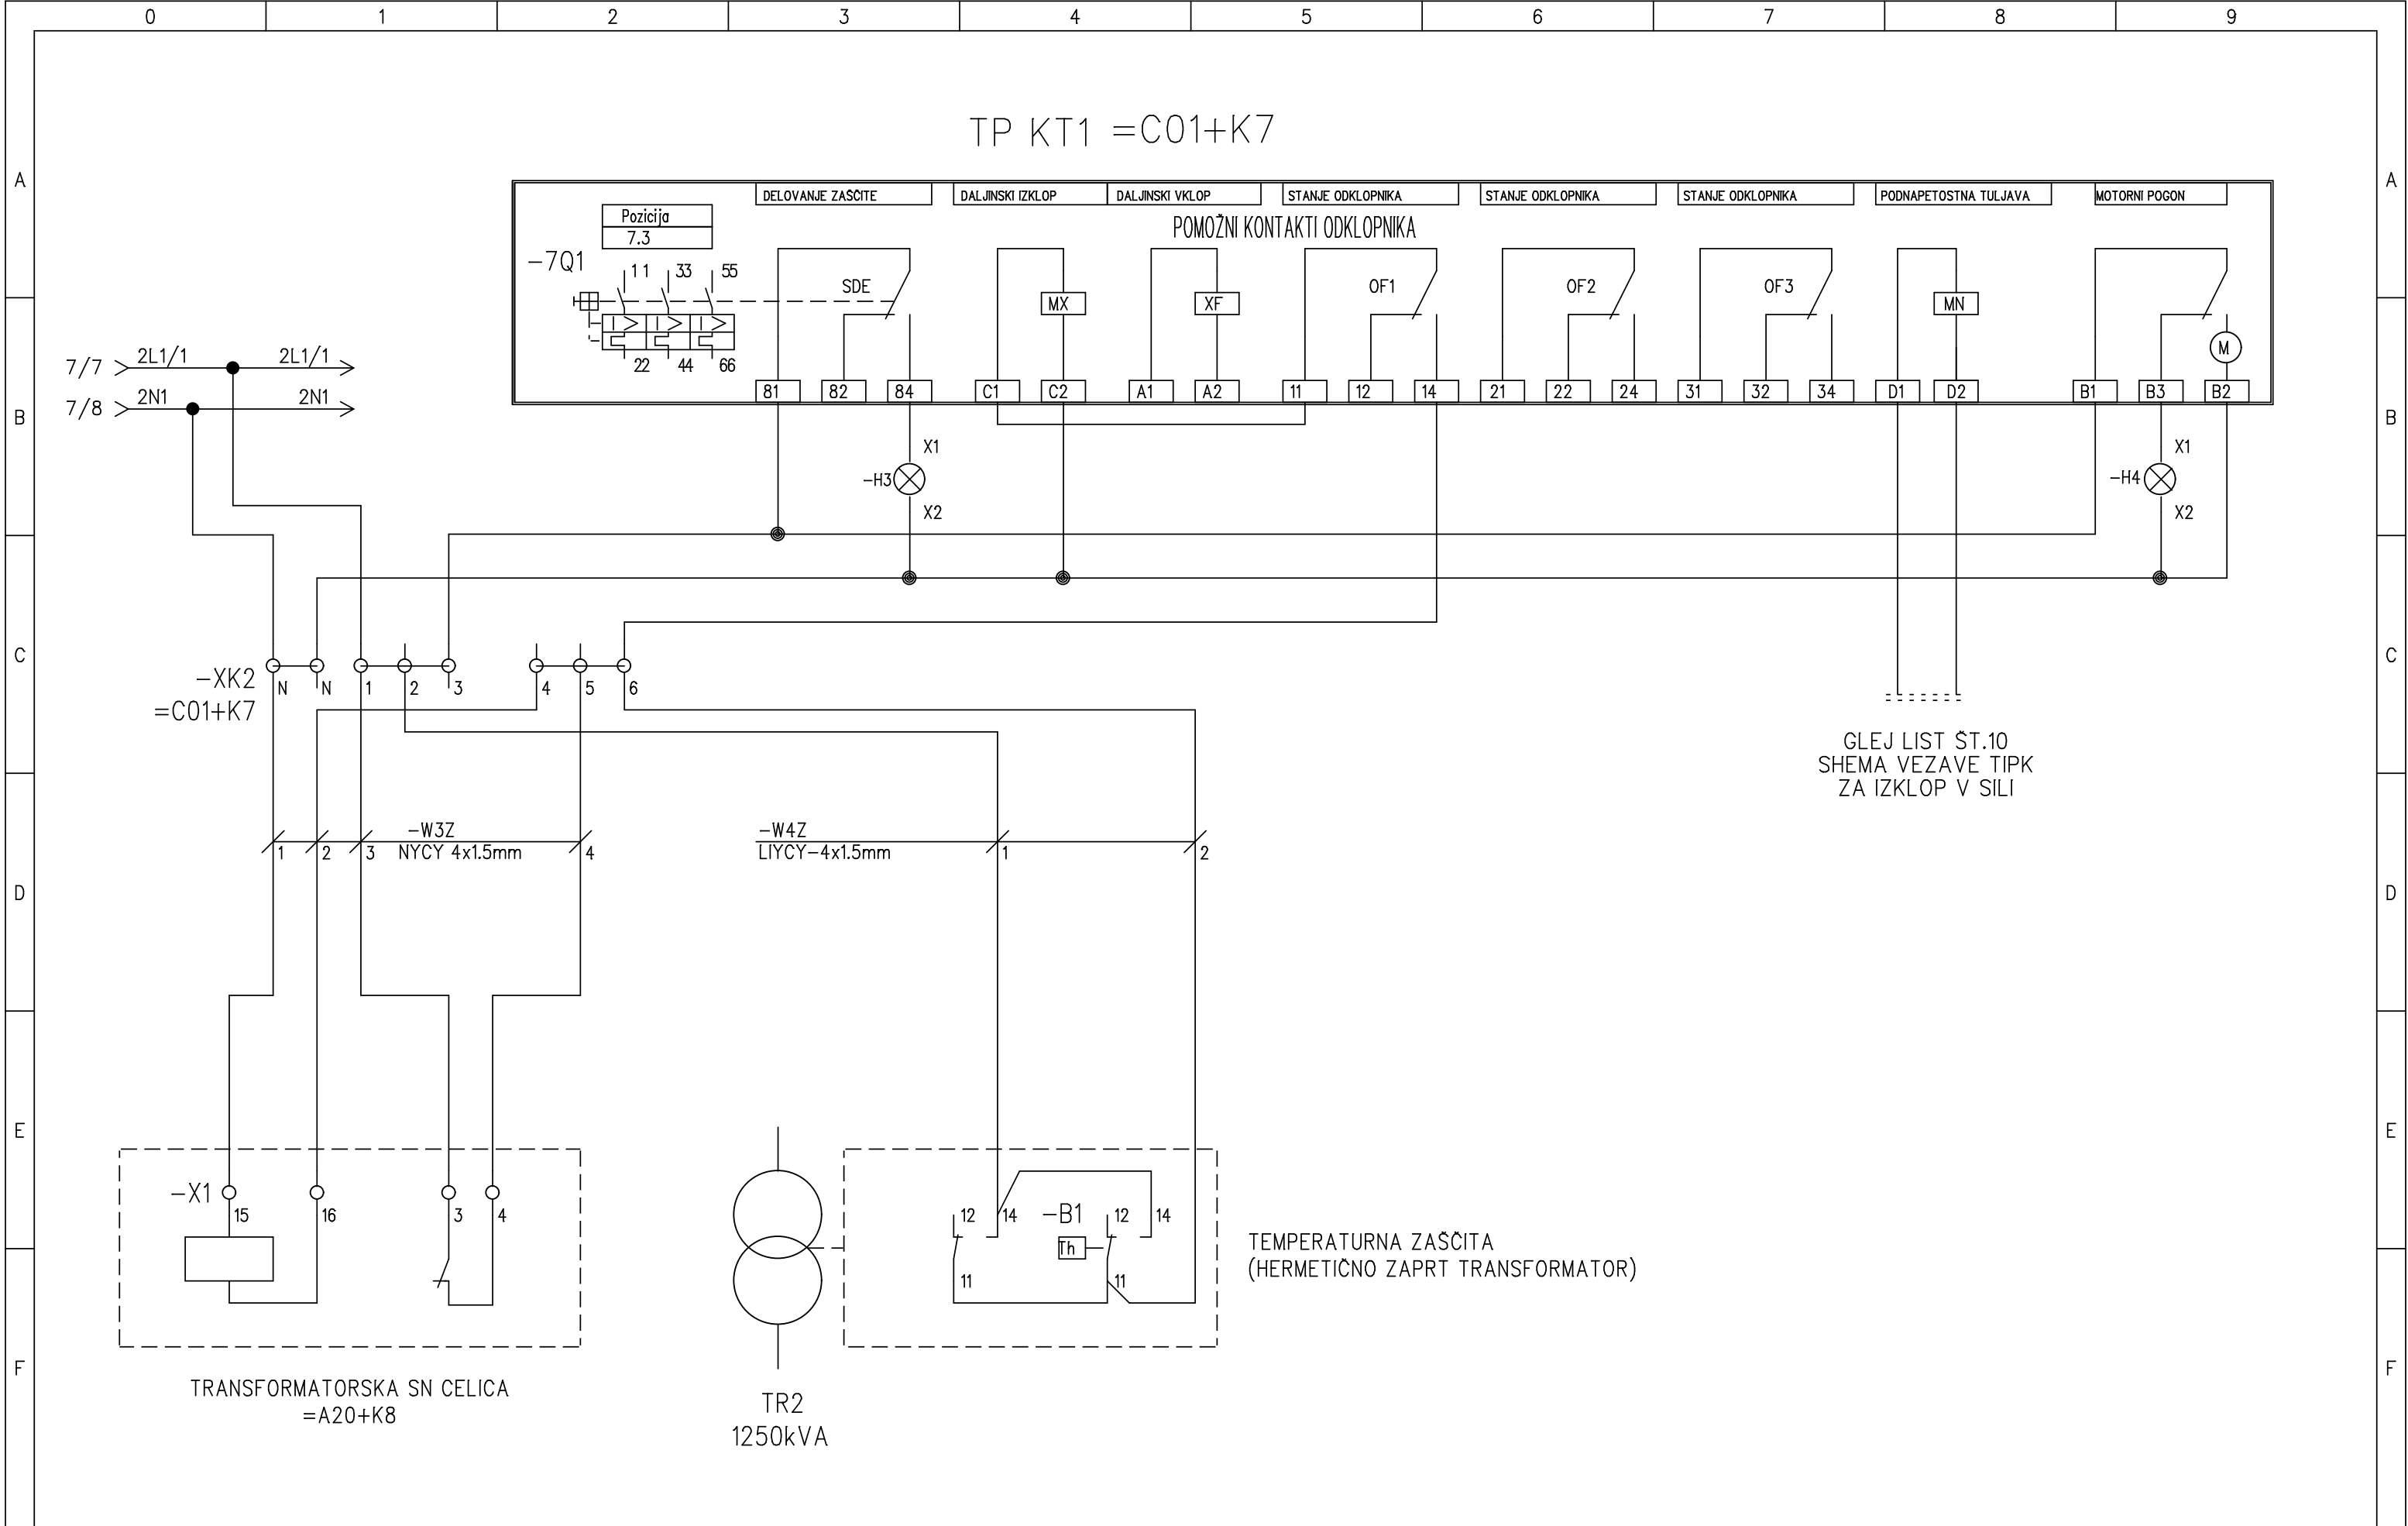 0 1 2 3 4 5 6 7 8 9
TP KT1 =C01+K7
A A
DELOVANJE ZAŠČITE DALJINSKI IZKLOP DALJINSKI VKLOP STANJE ODKLOPNIKA STANJE ODKLOPNIKA STANJE ODKLOPNIKA PODNAPETOSTNA TULJAVA MOTORNI POGON
Pozicija
7.3
POMOŽNI KONTAKTI ODKLOPNIKA
-7Q1
11 33 55
SDE MX XF OF1 OF2 OF3 MN M
22 44 66
81 82 84 C1 C2 A1 A2 11 12 14 21 22 24 31 32 34 D1 D2 B1 B3 B2
7/7 2L1/1 2L1/1
7/8 2N1 2N1
B B
X1 X1
-H3 -H4
X2 X2
C C
-XK2
N N 1 2 3 4 5 6
=C01+K7
GLEJ LIST ŠT.10
SHEMA VEZAVE TIPK
ZA IZKLOP V SILI
-W3Z
1 2 3 NYCY 4x1.5mm 4
-W4Z
LIYCY-4x1.5mm 1 2
D D
E E
-X1
15 16 3 4
12 14 -B1 12 14
Th
11 11
TEMPERATURNA ZAŠČITA
(HERMETIČNO ZAPRT TRANSFORMATOR)
F F
TRANSFORMATORSKA SN CELICA
=A20+K8
TR2
1250kVA